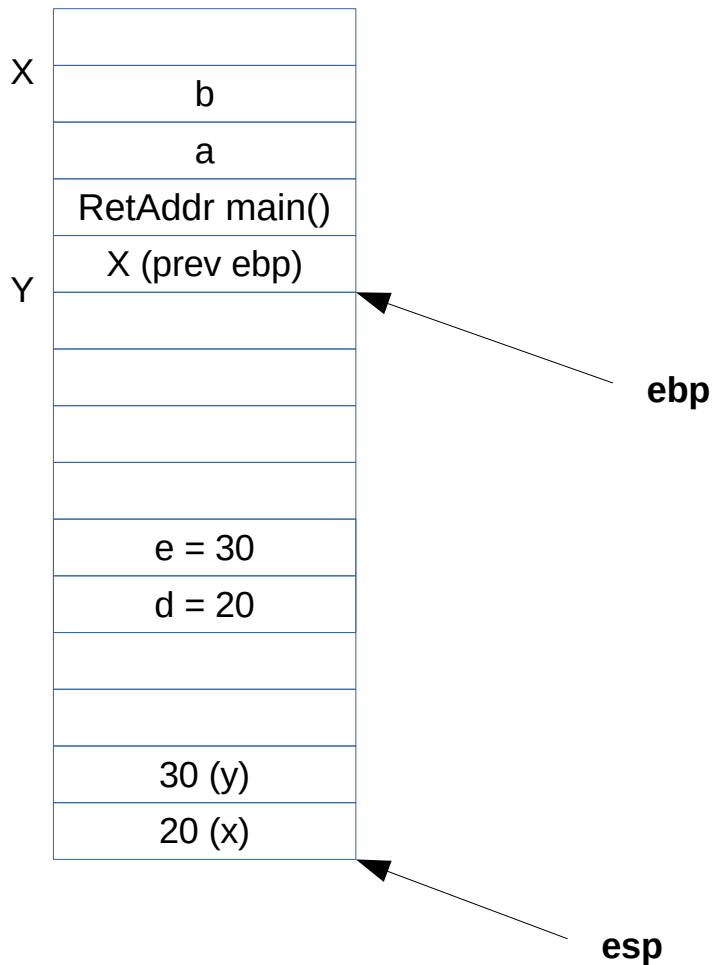 X
b
a
RetAddr main()
X (prev ebp)
Y
ebp
e = 30
d = 20
30 (y)
20 (x)
esp